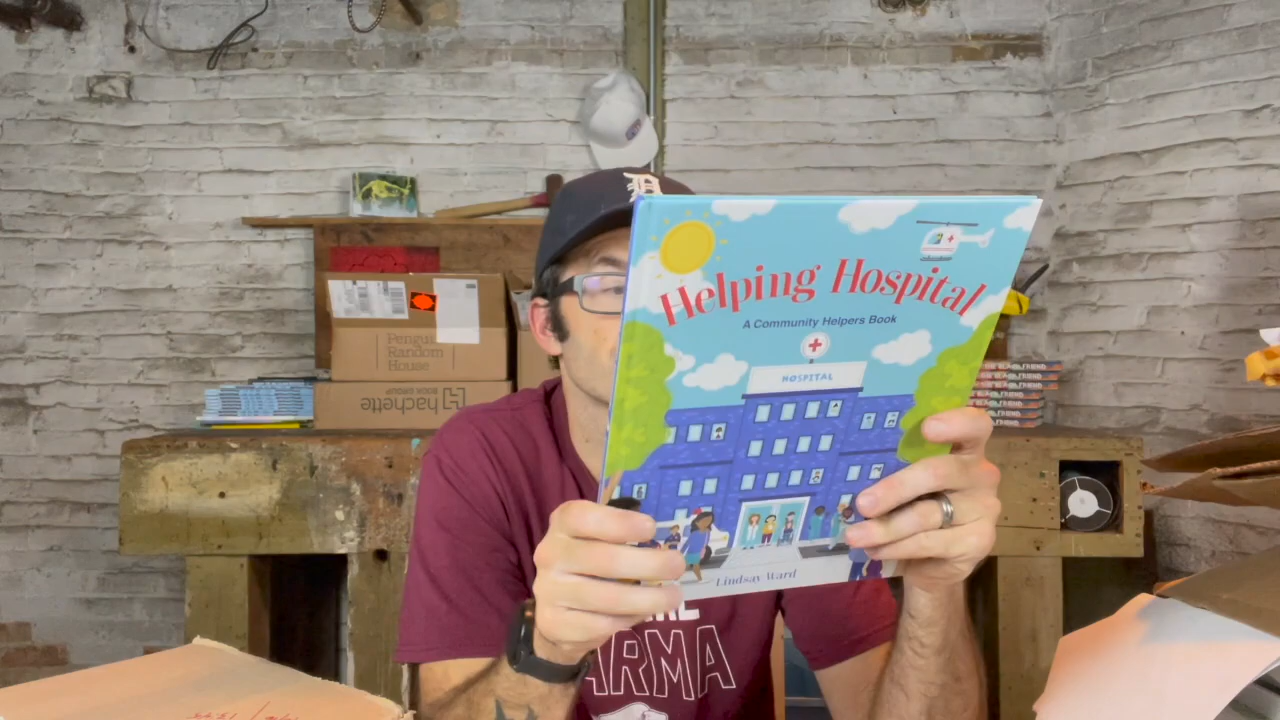 D
Helping Hospital
A Community Helpers Book
HOSPITAL
Lindsay Ward
Penguin
Random
House
hachette
BOOK GROUP
ARMA